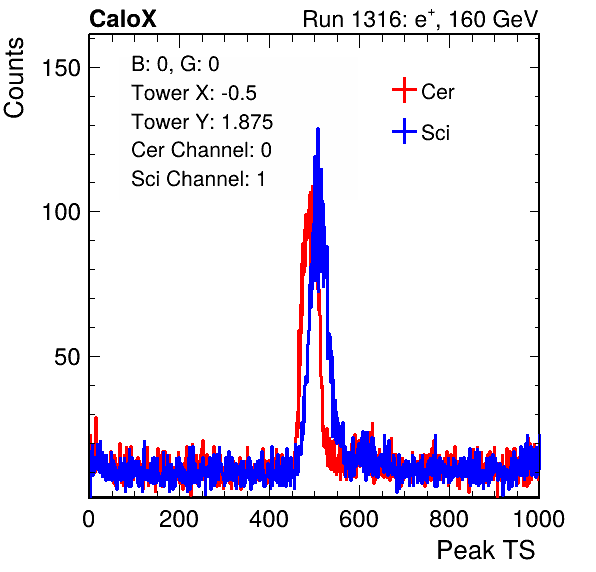 CaloX
Run 1316: e+, 160 GeV
B: 0, G: 0
Tower X: -0.5
Tower Y: 1.875
Cer Channel: 0
Sci Channel: 1
Cer
Sci
Counts
150
100
50
0
200
400
600
800
1000
Peak TS